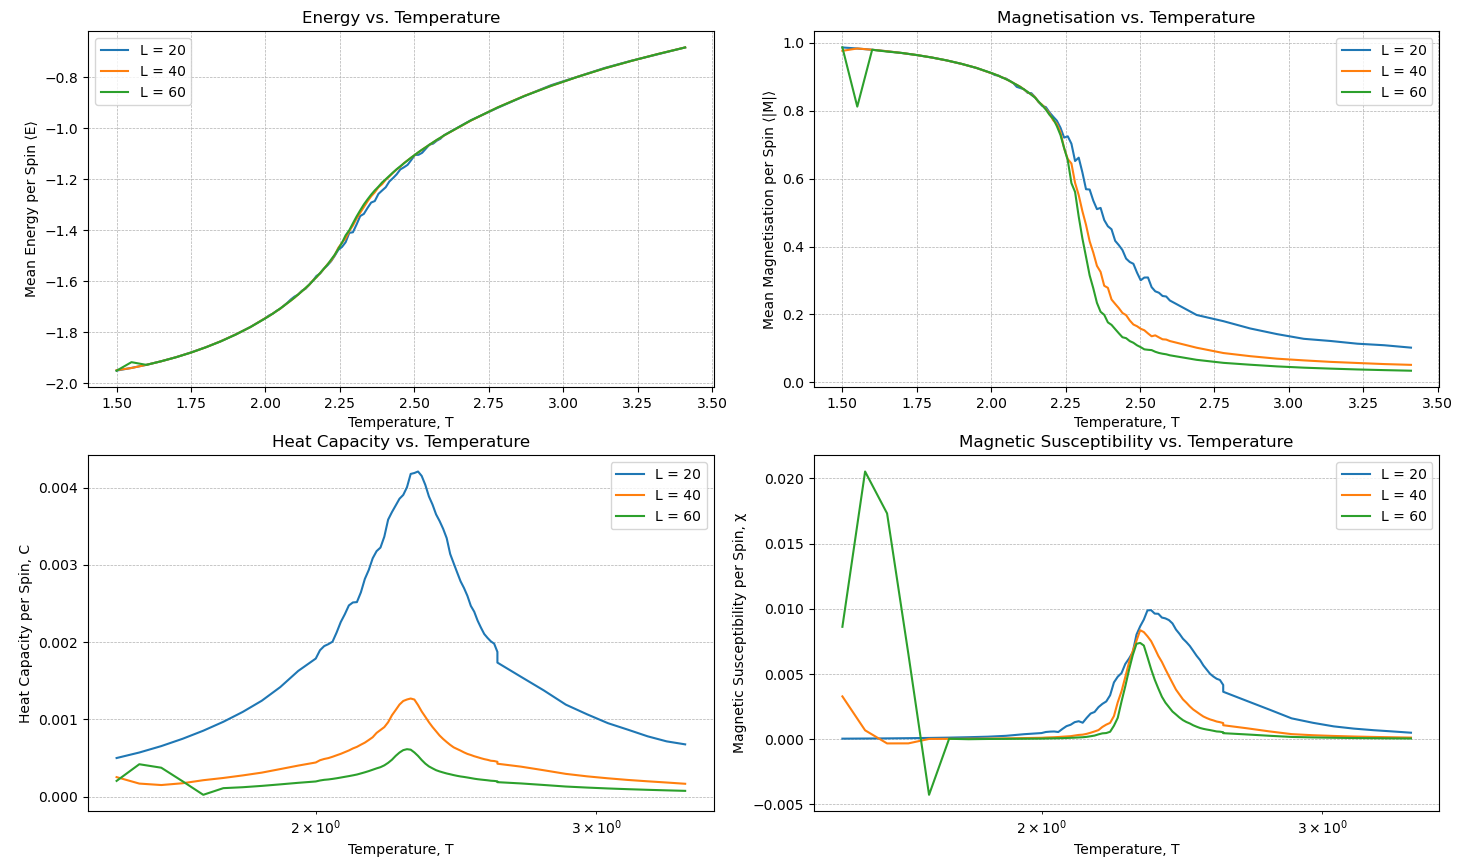 Energy vs. Temperature
Mean Energy per Spin ⟨E⟩
L = 20
L = 40
L = 60
−0.8
−1.0
−1.2
−1.4
−1.6
−1.8
−2.0
1.50 1.75 2.00 2.25 2.50 2.75 3.00 3.25 3.50
Temperature, T
Magnetisation vs. Temperature
Mean Magnetisation per Spin ⟨|M|⟩
L = 20
L = 40
L = 60
1.0
0.8
0.6
0.4
0.2
0.0
1.50 1.75 2.00 2.25 2.50 2.75 3.00 3.25 3.50
Temperature, T
Heat Capacity vs. Temperature
Heat Capacity per Spin, C
L = 20
L = 40
L = 60
0.004
0.003
0.002
0.001
0.000
2 × 10⁰ 3 × 10⁰
Temperature, T
Magnetic Susceptibility vs. Temperature
Magnetic Susceptibility per Spin, χ
L = 20
L = 40
L = 60
0.020
0.015
0.010
0.005
0.000
−0.005
2 × 10⁰ 3 × 10⁰
Temperature, T